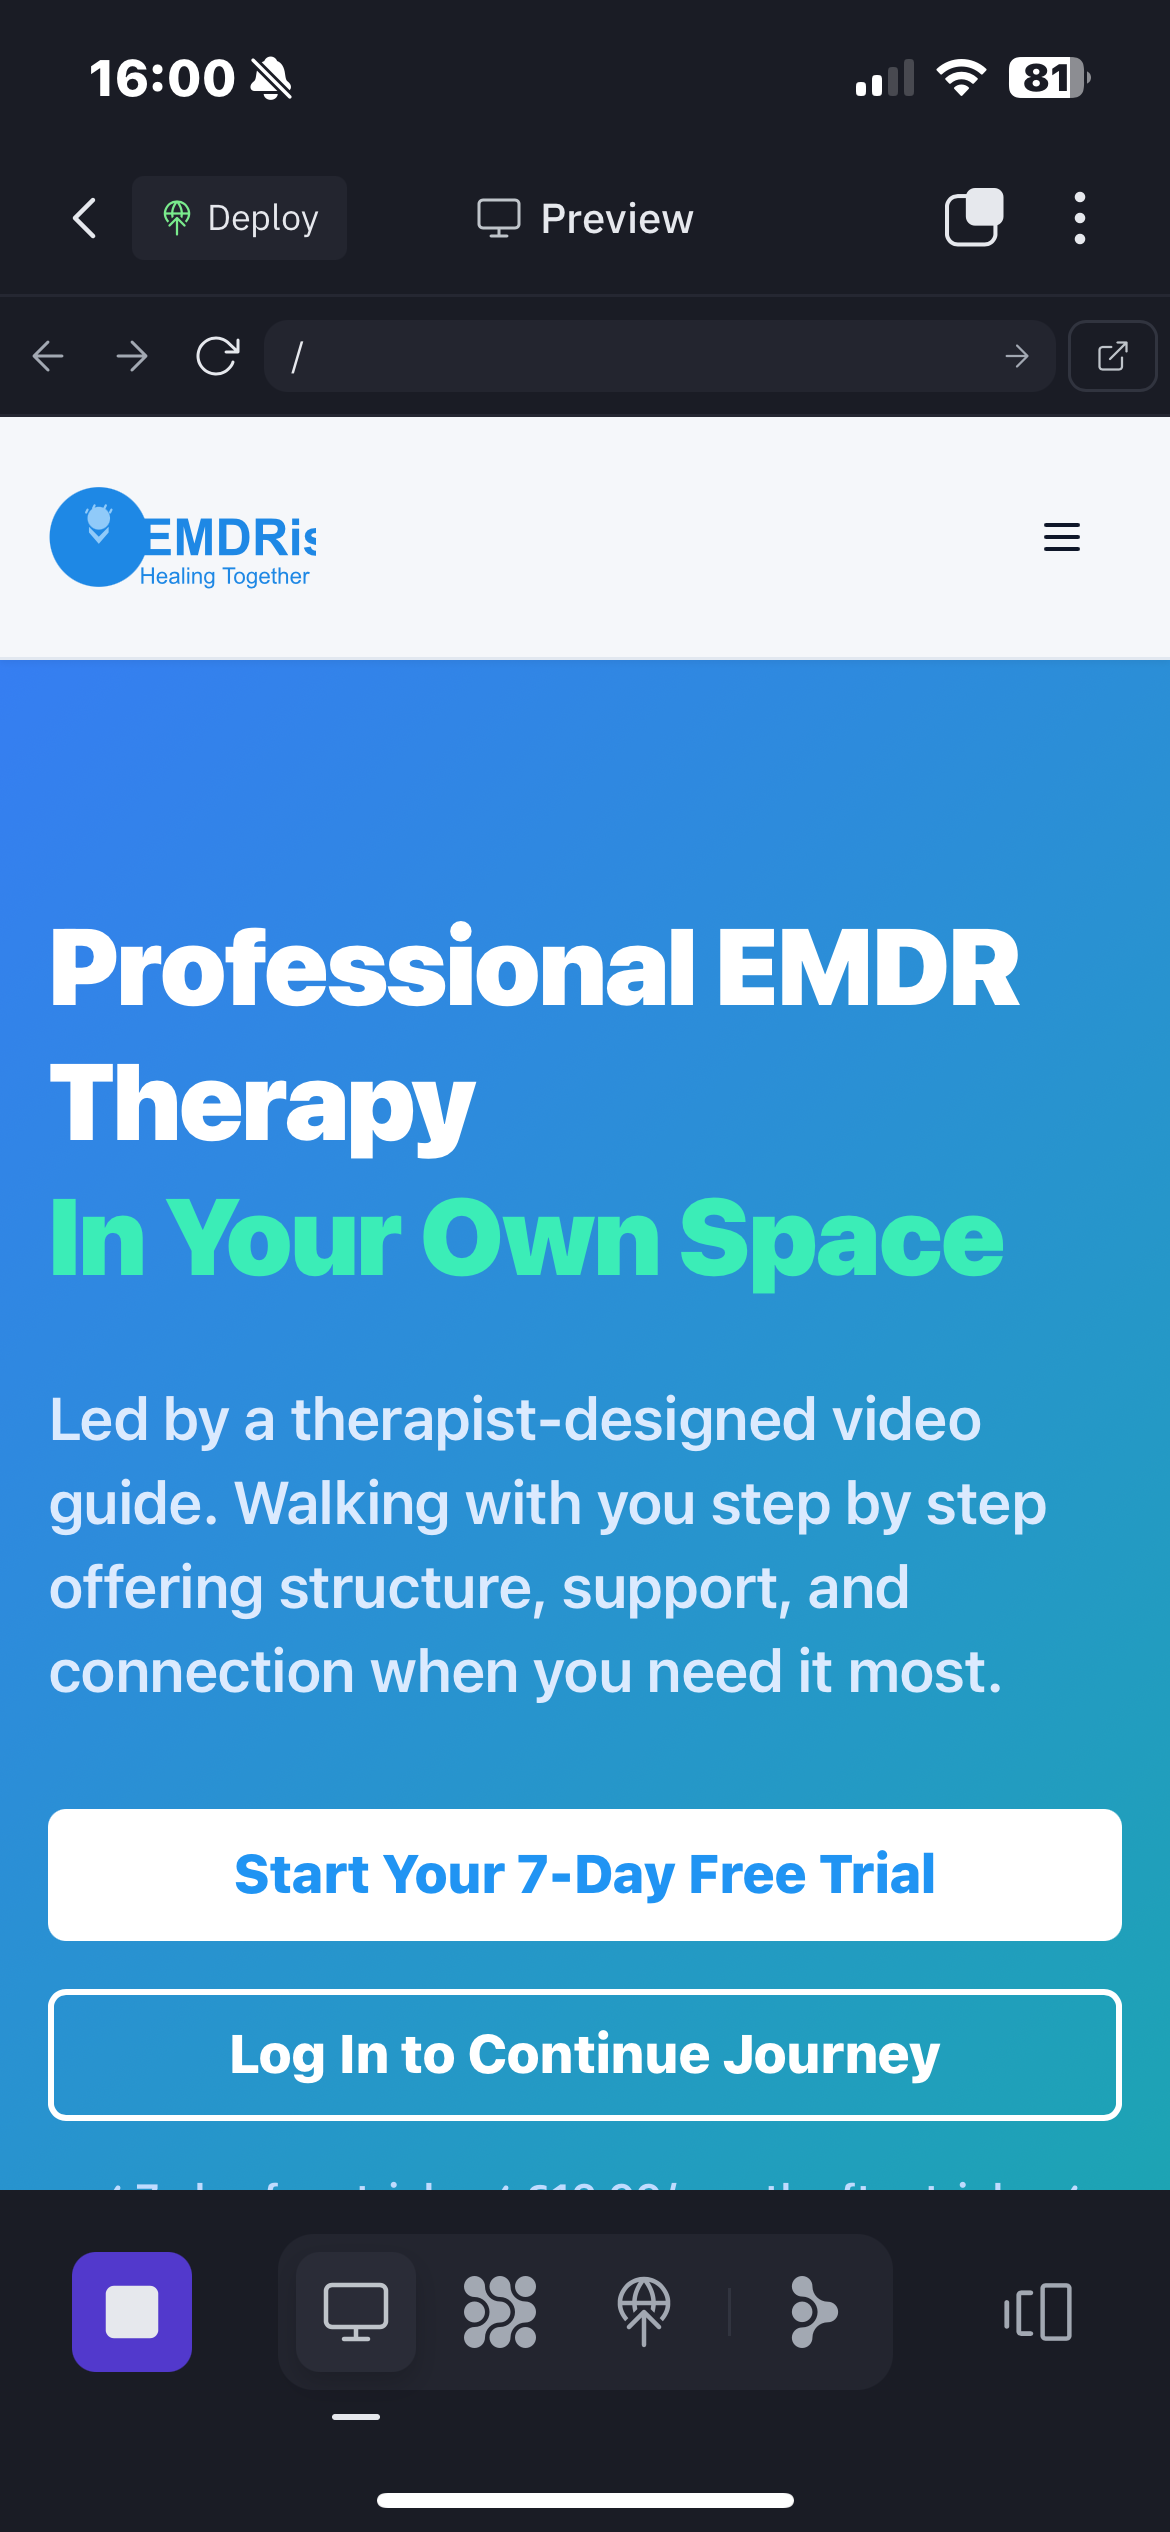 16:00
81
Deploy
Preview
/
EMDRis
Healing Together
Professional EMDR
Therapy
In Your Own Space
Led by a therapist-designed video
guide. Walking with you step by step
offering structure, support, and
connection when you need it most.
Start Your 7-Day Free Trial
Log In to Continue Journey